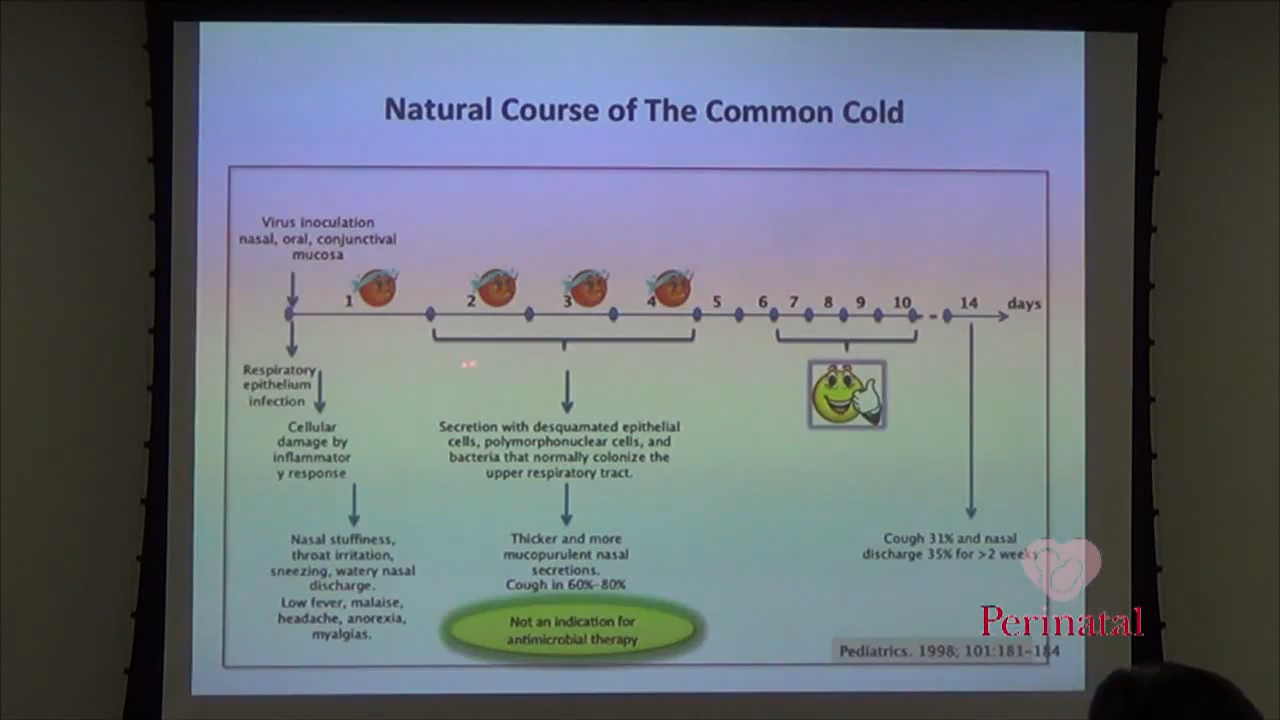 Natural Course of The Common Cold
Virus inoculation
nasal, oral, conjunctival
mucosa
1 2 3 4 5 6 7 8 9 10 14 days
Respiratory
epithelium
infection
Cellular
damage by
inflammator
y response
Nasal stuffiness,
throat irritation,
sneezing, watery nasal
discharge.
Low fever, malaise,
headache, anorexia,
myalgias.
Secretion with desquamated epithelial
cells, polymorphonuclear cells, and
bacteria that normally colonize the
upper respiratory tract.
Thicker and more
mucopurulent nasal
secretions.
Cough in 60%-80%
Not an indication for
antimicrobial therapy
Cough 31% and nasal
discharge 35% for >2 weeks
Perinatal
Pediatrics. 1998; 101:181-184